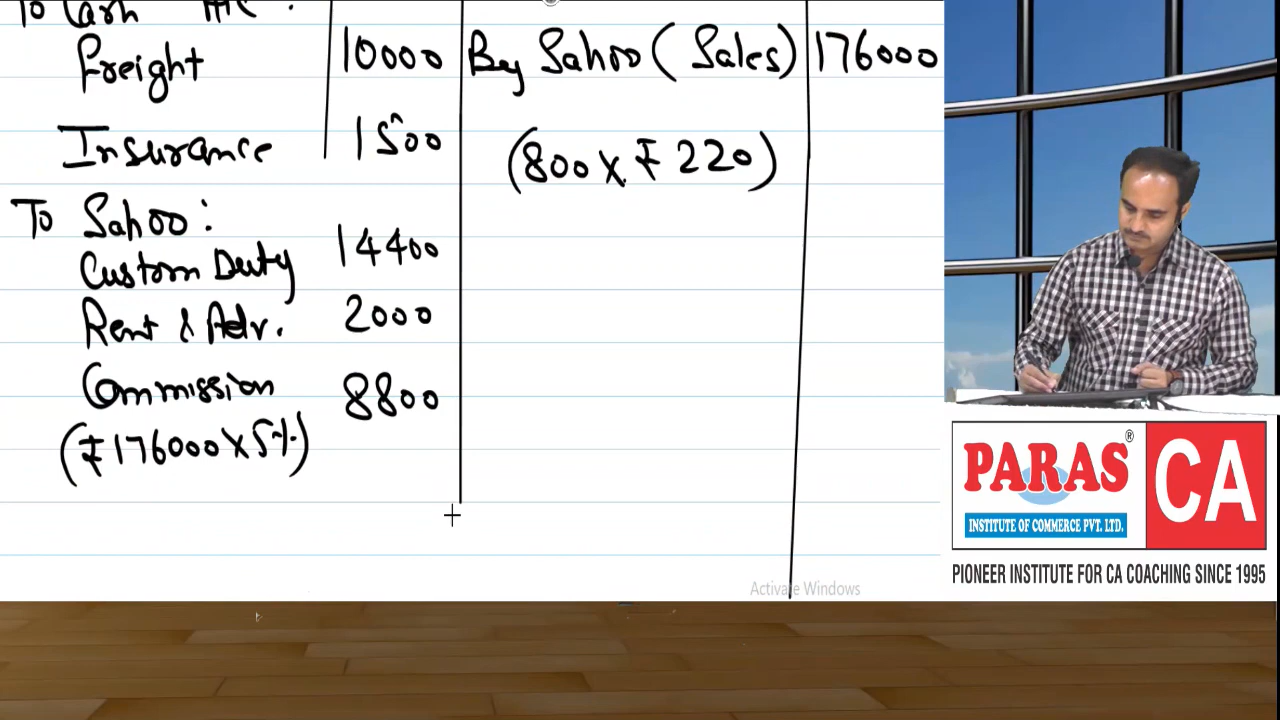 To Cash A/c :
Freight 10000 By Sahoo (Sales) 176000
Insurance 1500 (800 x ₹ 220)
To Sahoo :
Custom Duty 14400
Rent & Adv. 2000
Commission 8800
(₹176000 x 5%)
PARAS®
INSTITUTE OF COMMERCE PVT. LTD.
CA
PIONEER INSTITUTE FOR CA COACHING SINCE 1995
Activate Windows